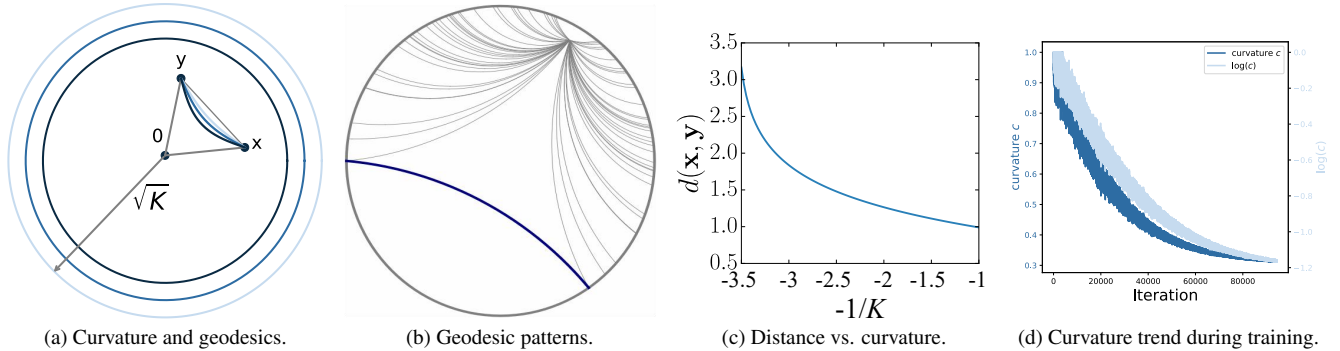 y
0
x
√K
(a) Curvature and geodesics.
(b) Geodesic patterns.
3.5
3.0
2.5
2.0
1.5
1.0
0.5
d(x, y)
-3.5 -3 -2.5 -2 -1.5 -1
-1/K
(c) Distance vs. curvature.
curvature c
log(c)
1.0
0.9
0.8
0.7
0.6
0.5
0.4
0.3
curvature c
0.0
−0.2
−0.4
−0.6
−0.8
−1.0
−1.2
log(c)
0 20000 40000 60000 80000
Iteration
(d) Curvature trend during training.